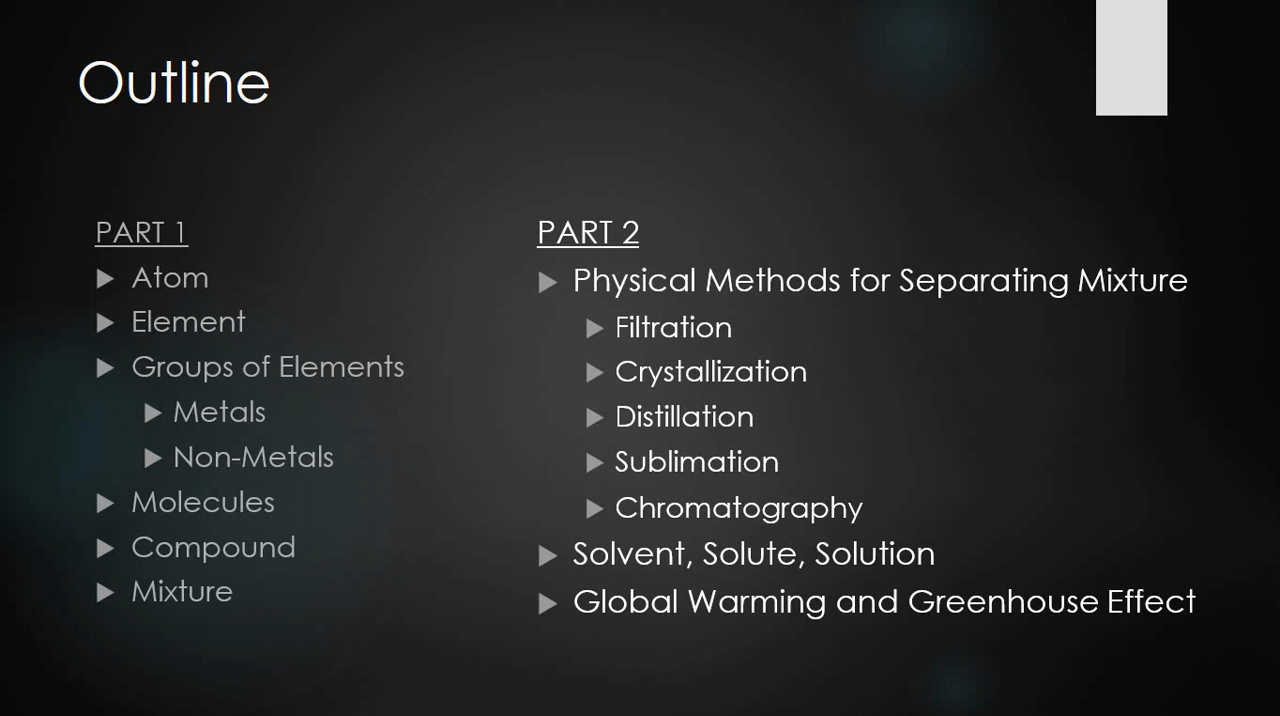 Outline
PART 1
Atom
Element
Groups of Elements
Metals
Non-Metals
Molecules
Compound
Mixture
PART 2
Physical Methods for Separating Mixture
Filtration
Crystallization
Distillation
Sublimation
Chromatography
Solvent, Solute, Solution
Global Warming and Greenhouse Effect